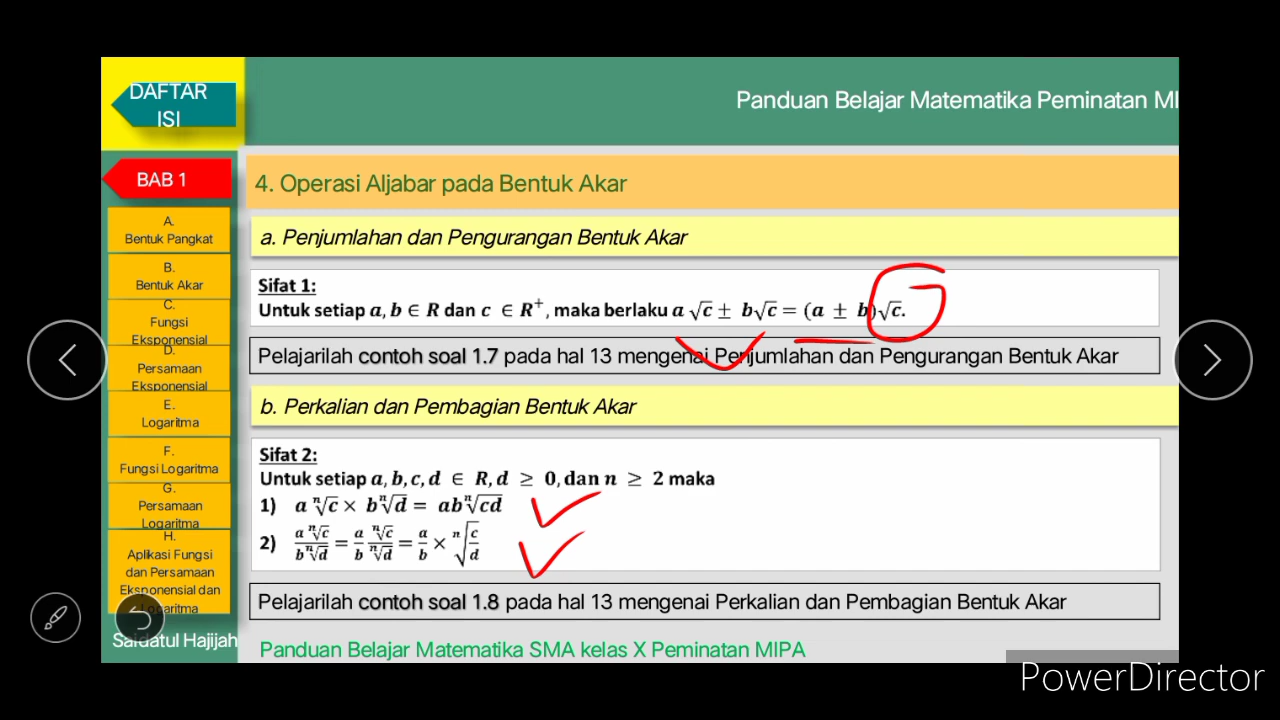 DAFTAR
ISI
Panduan Belajar Matematika Peminatan MI
BAB 1
4. Operasi Aljabar pada Bentuk Akar
A.
Bentuk Pangkat
a. Penjumlahan dan Pengurangan Bentuk Akar
B.
Bentuk Akar
Sifat 1:
Untuk setiap a, b ∈ R dan c ∈ R⁺, maka berlaku a √c ± b√c = (a ± b)√c.
C.
Fungsi
Eksponensial
Pelajarilah contoh soal 1.7 pada hal 13 mengenai Penjumlahan dan Pengurangan Bentuk Akar
D.
Persamaan
Eksponensial
b. Perkalian dan Pembagian Bentuk Akar
E.
Logaritma
Sifat 2:
Untuk setiap a, b, c, d ∈ R, d ≥ 0, dan n ≥ 2 maka
1) a ⁿ√c × bⁿ√d = abⁿ√cd
2) a ⁿ√c / bⁿ√d = a/b ⁿ√c/ⁿ√d = a/b × ⁿ√c/d
F.
Fungsi Logaritma
G.
Persamaan
Logaritma
H.
Aplikasi Fungsi
dan Persamaan
Eksponensial dan
Logaritma
Pelajarilah contoh soal 1.8 pada hal 13 mengenai Perkalian dan Pembagian Bentuk Akar
Saidatul Hajijah
Panduan Belajar Matematika SMA kelas X Peminatan MIPA
PowerDirector